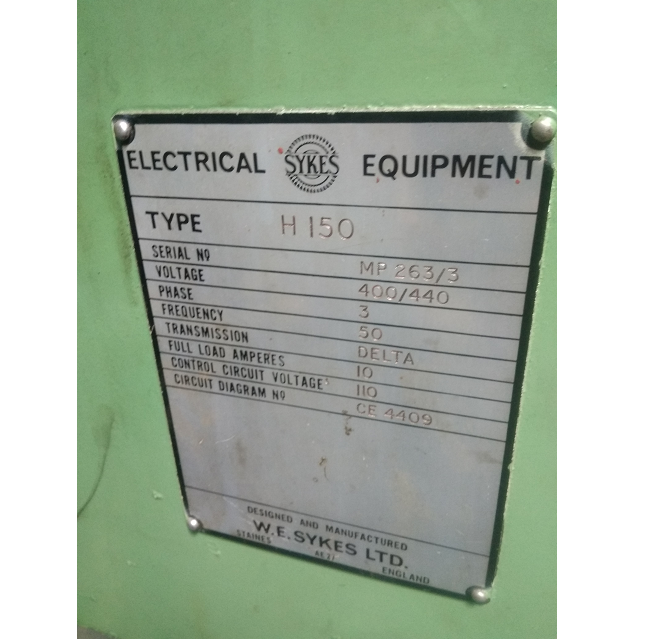 ELECTRICAL SYKES EQUIPMENT
TYPE H 150
SERIAL Nº MP 263/3
VOLTAGE 400/440
PHASE 3
FREQUENCY 50
TRANSMISSION DELTA
FULL LOAD AMPERES 10
CONTROL CIRCUIT VOLTAGE 110
CIRCUIT DIAGRAM Nº CE 4409
DESIGNED AND MANUFACTURED
W.E. SYKES LTD.
STAINES ENGLAND